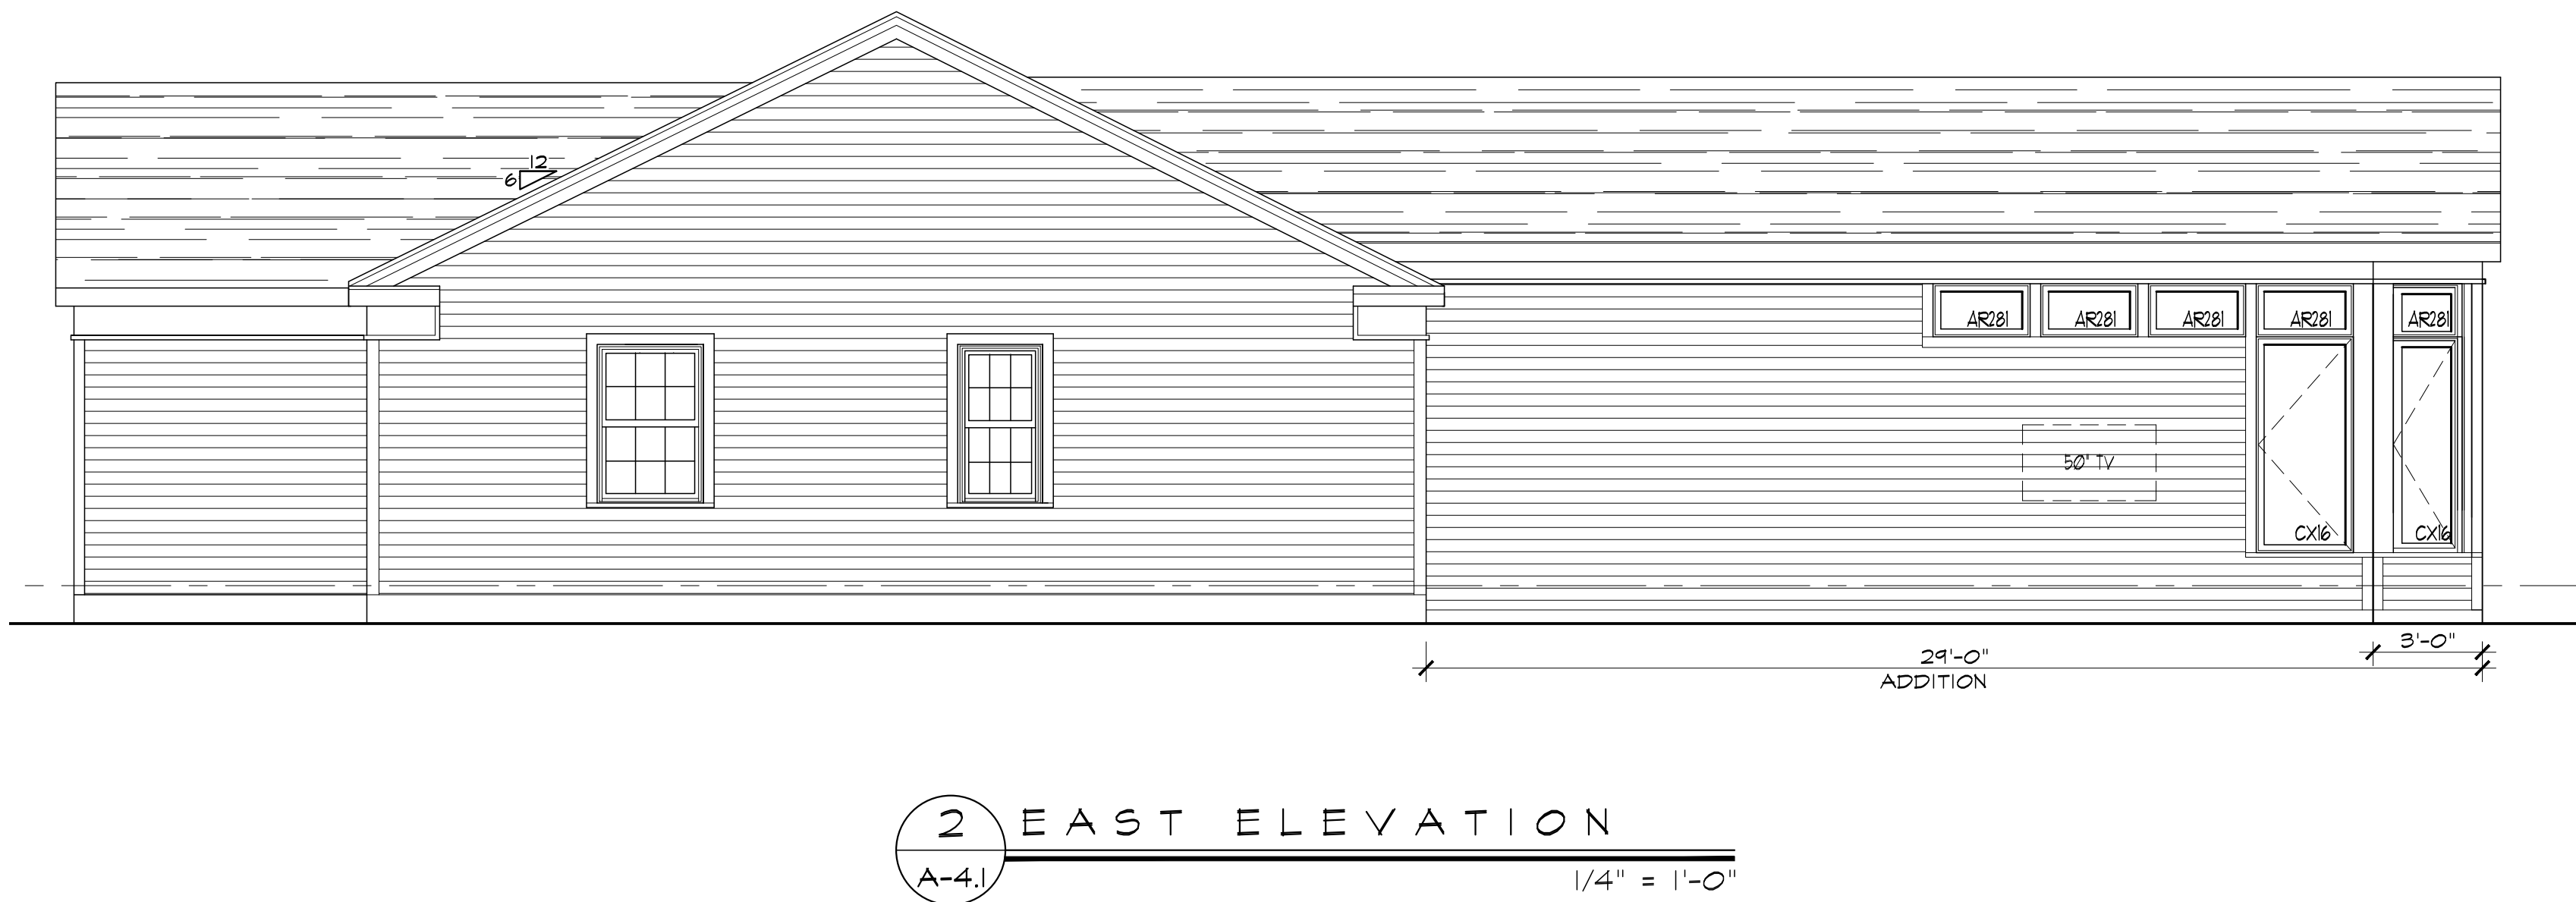 12
6
AR281 AR281 AR281 AR281 AR281
50" TV
CX16 CX16
3'-0"
29'-0"
ADDITION
2 EAST ELEVATION
A-4.1
1/4" = 1'-0"